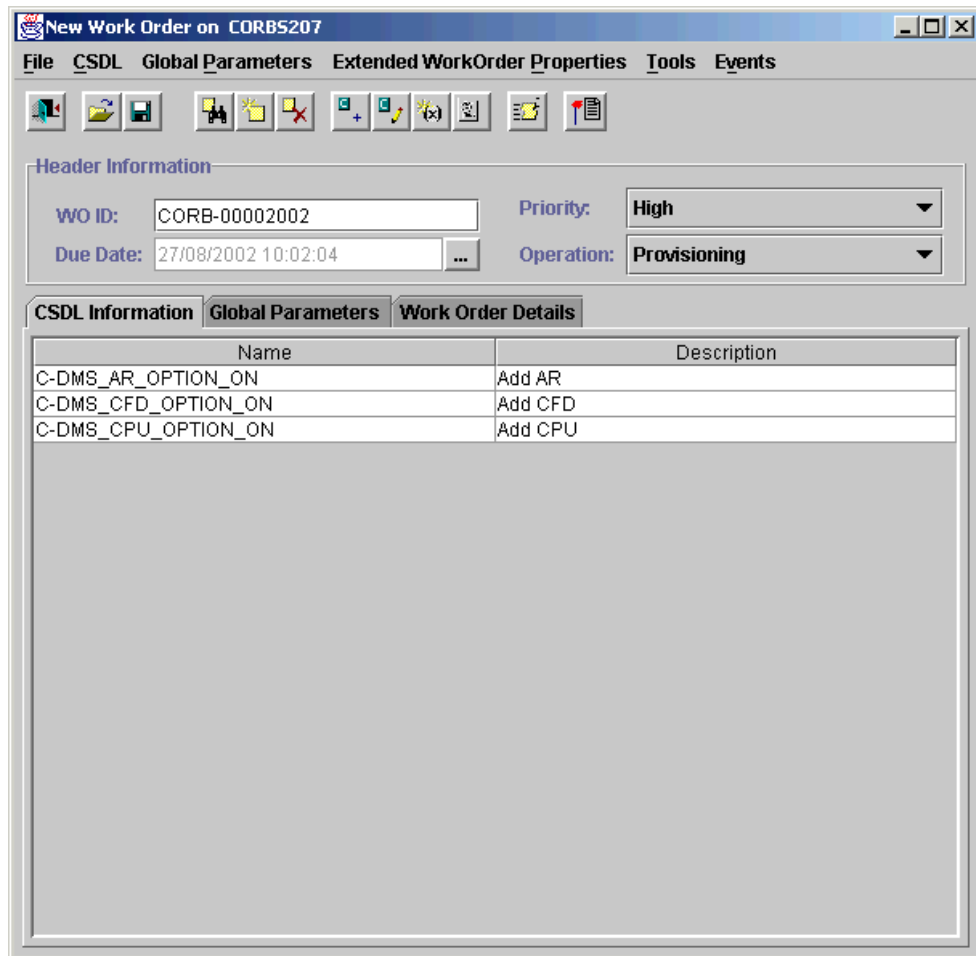 New Work Order on CORB5207
File CSDL Global Parameters Extended WorkOrder Properties Tools Events
Header Information
WO ID: CORB-00002002 Priority: High
Due Date: 27/08/2002 10:02:04 ... Operation: Provisioning
CSDL Information Global Parameters Work Order Details
Name Description
C-DMS_AR_OPTION_ON Add AR
C-DMS_CFD_OPTION_ON Add CFD
C-DMS_CPU_OPTION_ON Add CPU